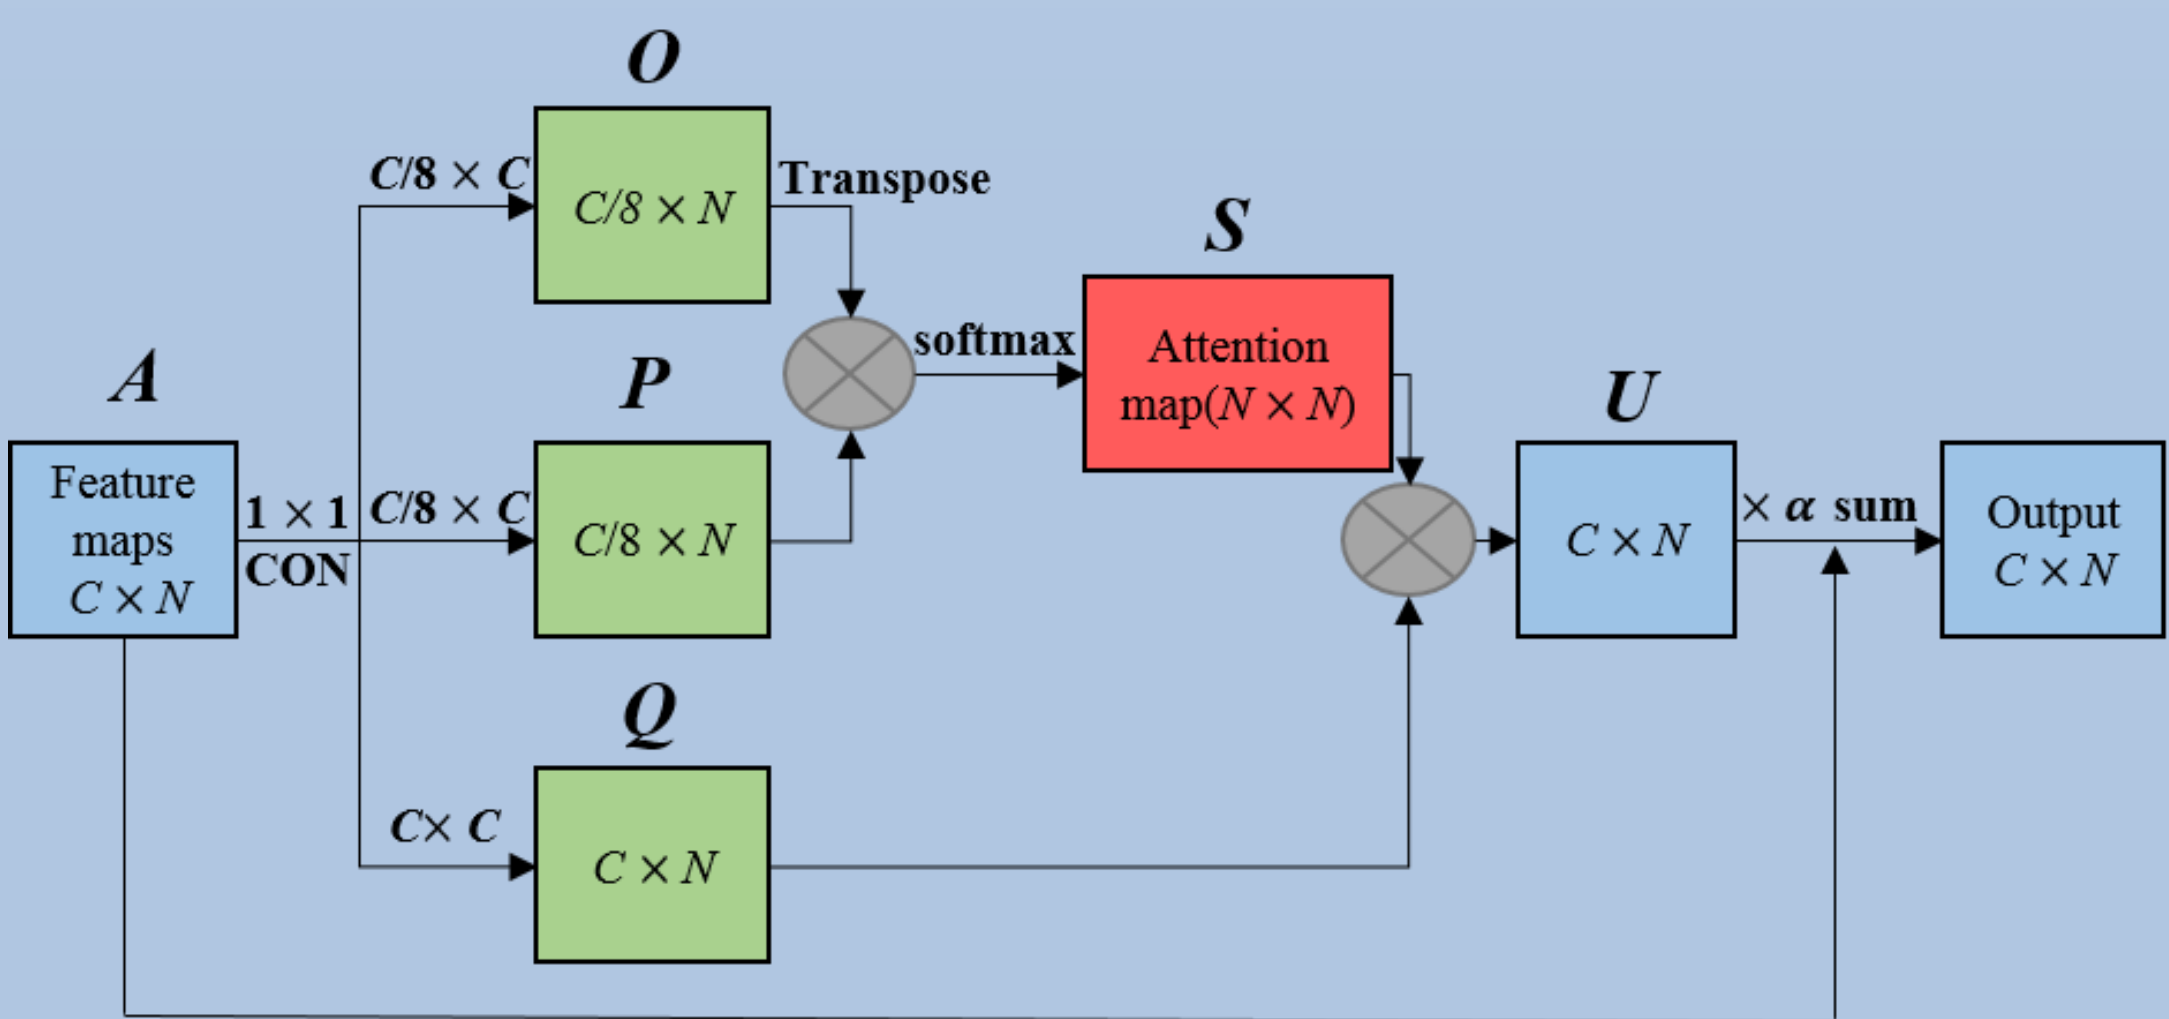 O
C/8 × C
C/8 × N
Transpose
S
softmax
Attention
map(N × N)
A
Feature
maps
C × N
1 × 1
CON
P
C/8 × C
C/8 × N
U
C × N
× α sum
Output
C × N
Q
C× C
C × N